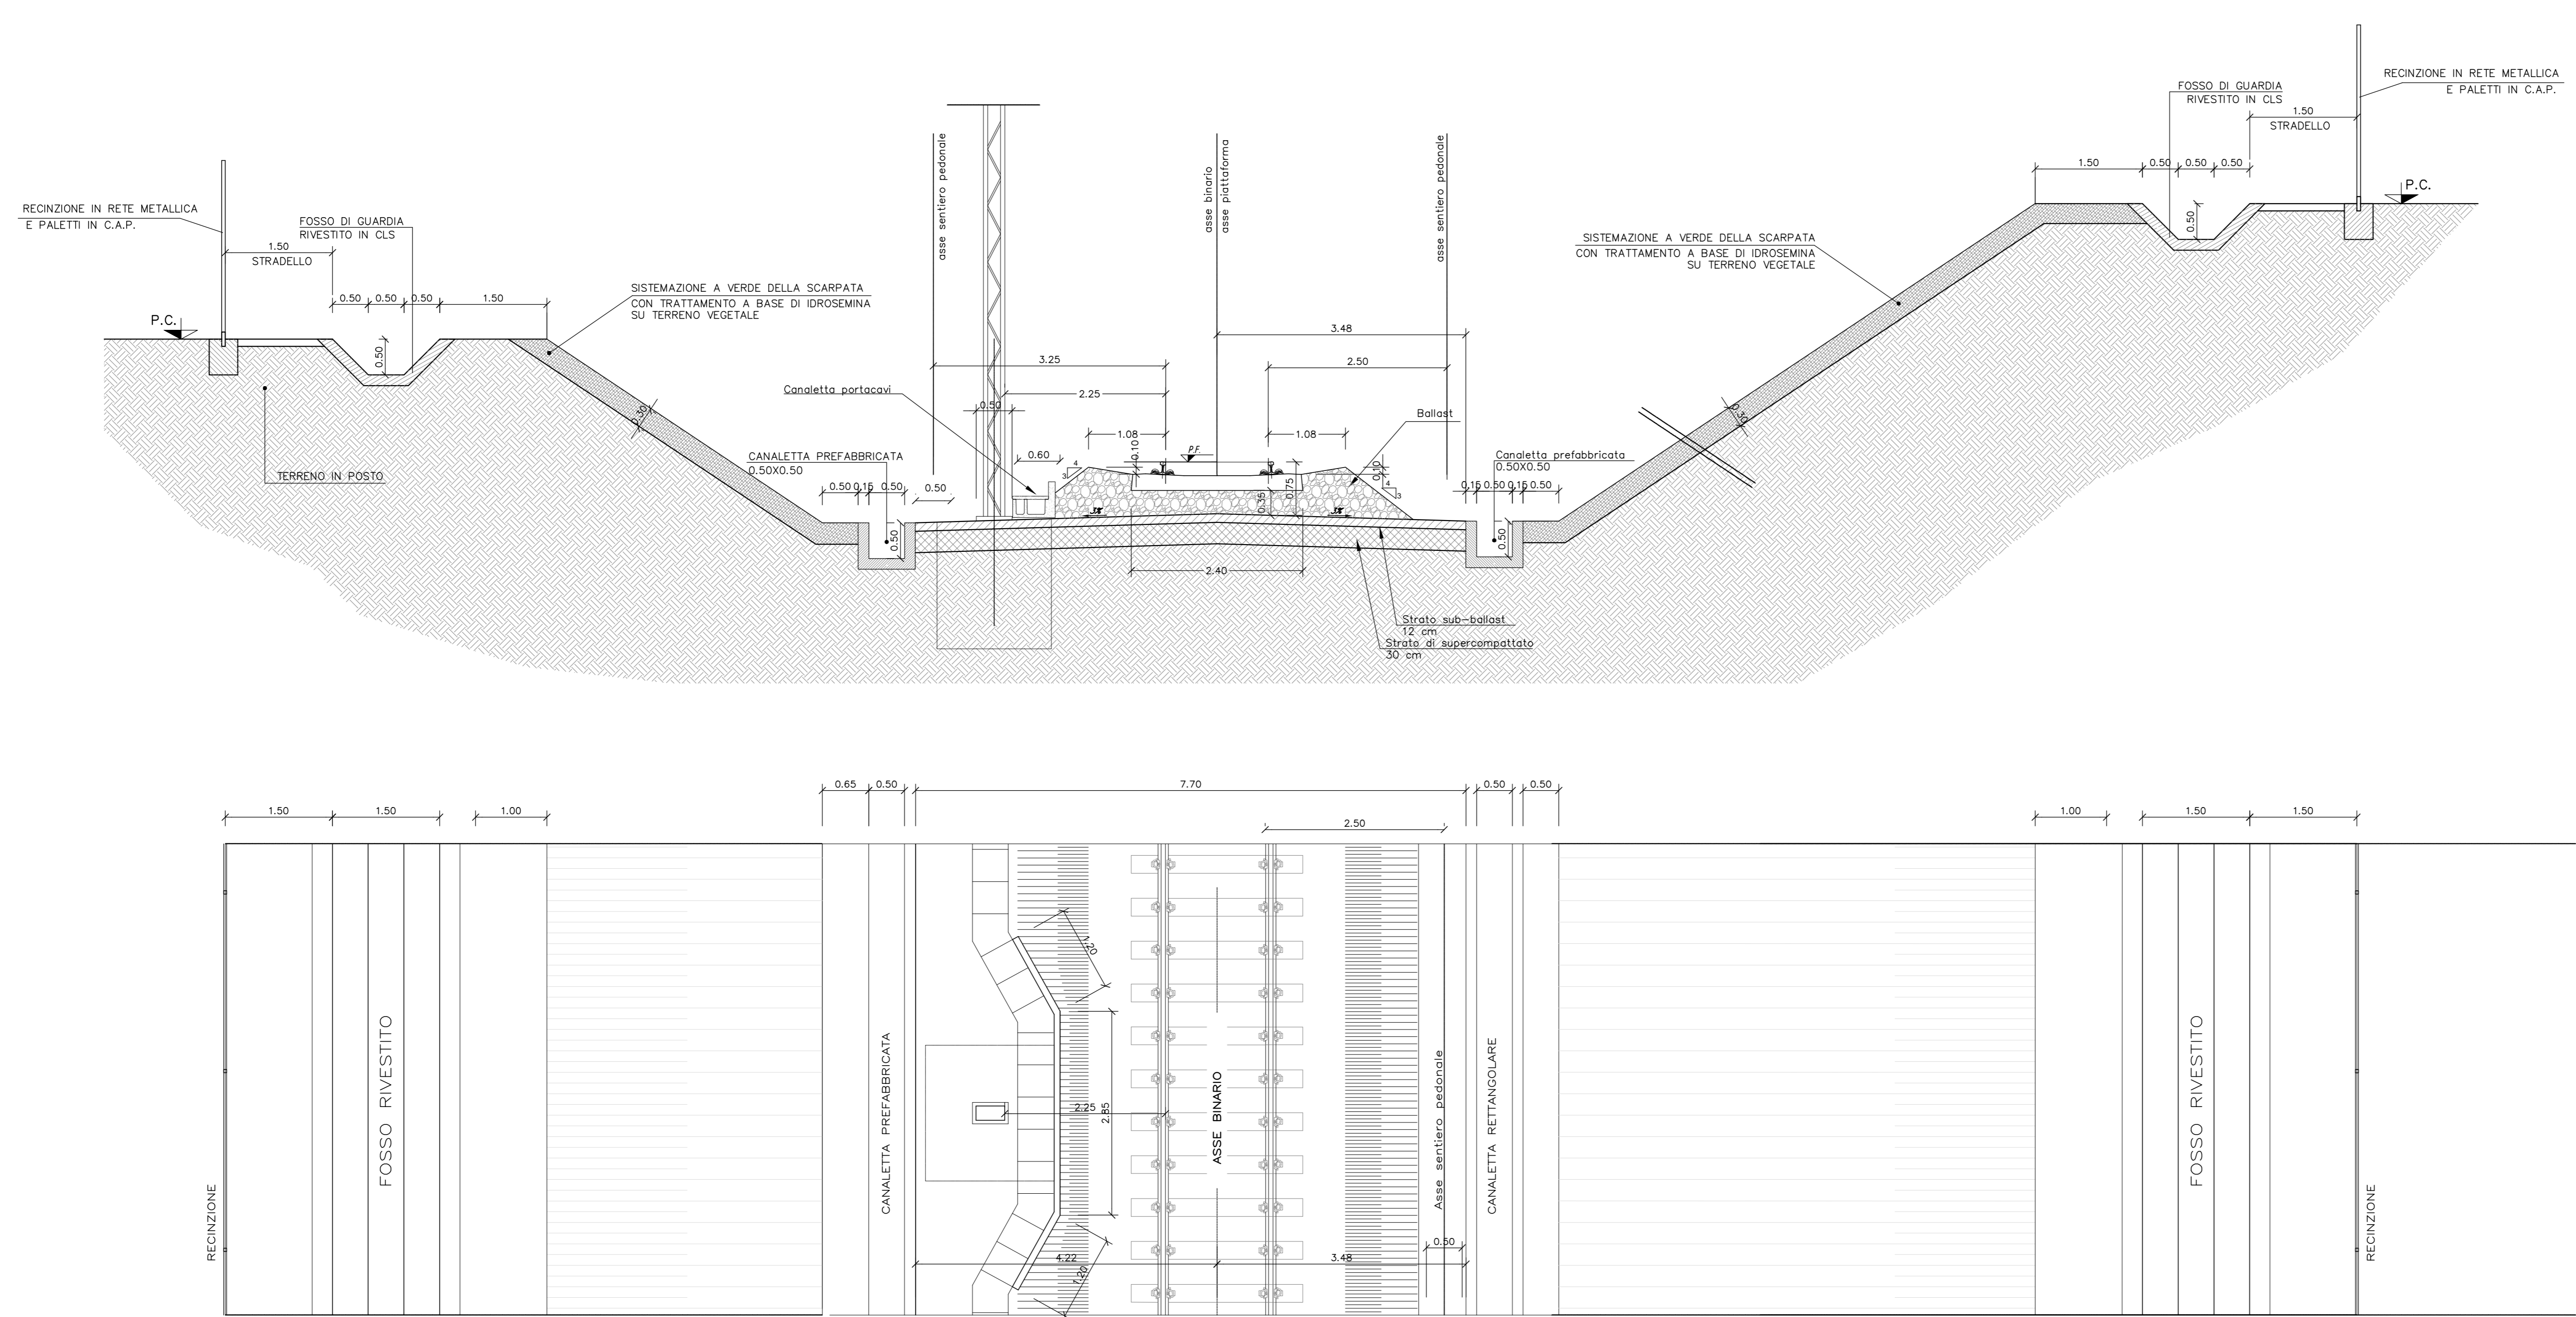 RECINZIONE IN RETE METALLICA
E PALETTI IN C.A.P.
FOSSO DI GUARDIA
RIVESTITO IN CLS
1.50
STRADELLO
1.50
0.50
0.50
0.50
0.50
P.C.
RECINZIONE IN RETE METALLICA
E PALETTI IN C.A.P.
FOSSO DI GUARDIA
RIVESTITO IN CLS
1.50
STRADELLO
0.50
0.50
0.50
1.50
P.C.
0.50
SISTEMAZIONE A VERDE DELLA SCARPATA
CON TRATTAMENTO A BASE DI IDROSEMINA
SU TERRENO VEGETALE
0.30
TERRENO IN POSTO
CANALETTA PREFABBRICATA
0.50X0.50
0.50
0.15
0.50
0.50
0.50
asse sentiero pedonale
asse binario
asse piattaforma
asse sentiero pedonale
3.48
3.25
2.50
2.25
0.50
Canaletta portacavi
Ballast
1.08
1.08
P.F.
0.10
0.60
4
3
0.35
0.75
0.10
4
3
2.40
Canaletta prefabbricata
0.50X0.50
0.15
0.50
0.15
0.50
0.50
SISTEMAZIONE A VERDE DELLA SCARPATA
CON TRATTAMENTO A BASE DI IDROSEMINA
SU TERRENO VEGETALE
0.30
Strato sub-ballast
12 cm
Strato di supercompattato
30 cm
0.65
0.50
7.70
0.50
0.50
1.50
1.50
1.00
2.50
1.00
1.50
1.50
RECINZIONE
FOSSO RIVESTITO
CANALETTA PREFABBRICATA
1.20
2.25
2.85
1.20
4.22
3.48
ASSE BINARIO
Asse sentiero pedonale
0.50
CANALETTA RETTANGOLARE
FOSSO RIVESTITO
RECINZIONE